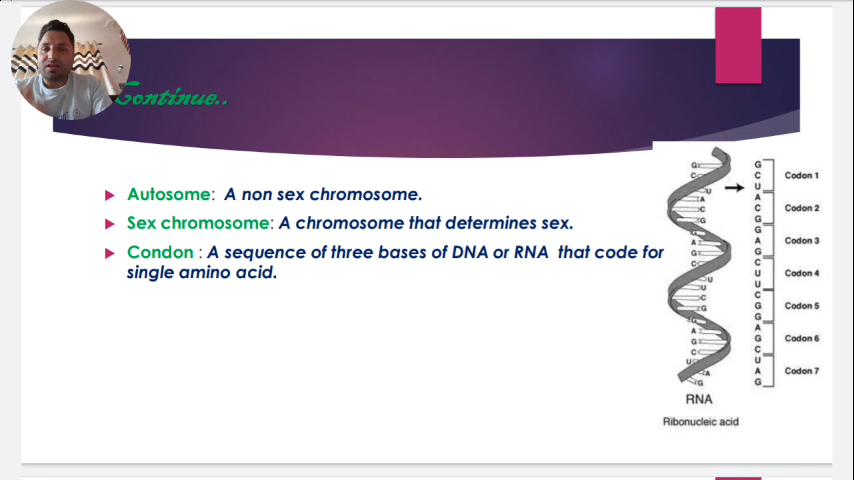 Continue..
Autosome: A non sex chromosome.
Sex chromosome: A chromosome that determines sex.
Condon : A sequence of three bases of DNA or RNA that code for
single amino acid.
G
C
U
A
C
G
G
A
G
C
U
U
C
G
G
A
G
C
U
A
G
RNA
Ribonucleic acid
G
C
U
A
C
G
G
A
G
C
U
U
C
G
G
A
G
C
U
A
G
Codon 1
Codon 2
Codon 3
Codon 4
Codon 5
Codon 6
Codon 7